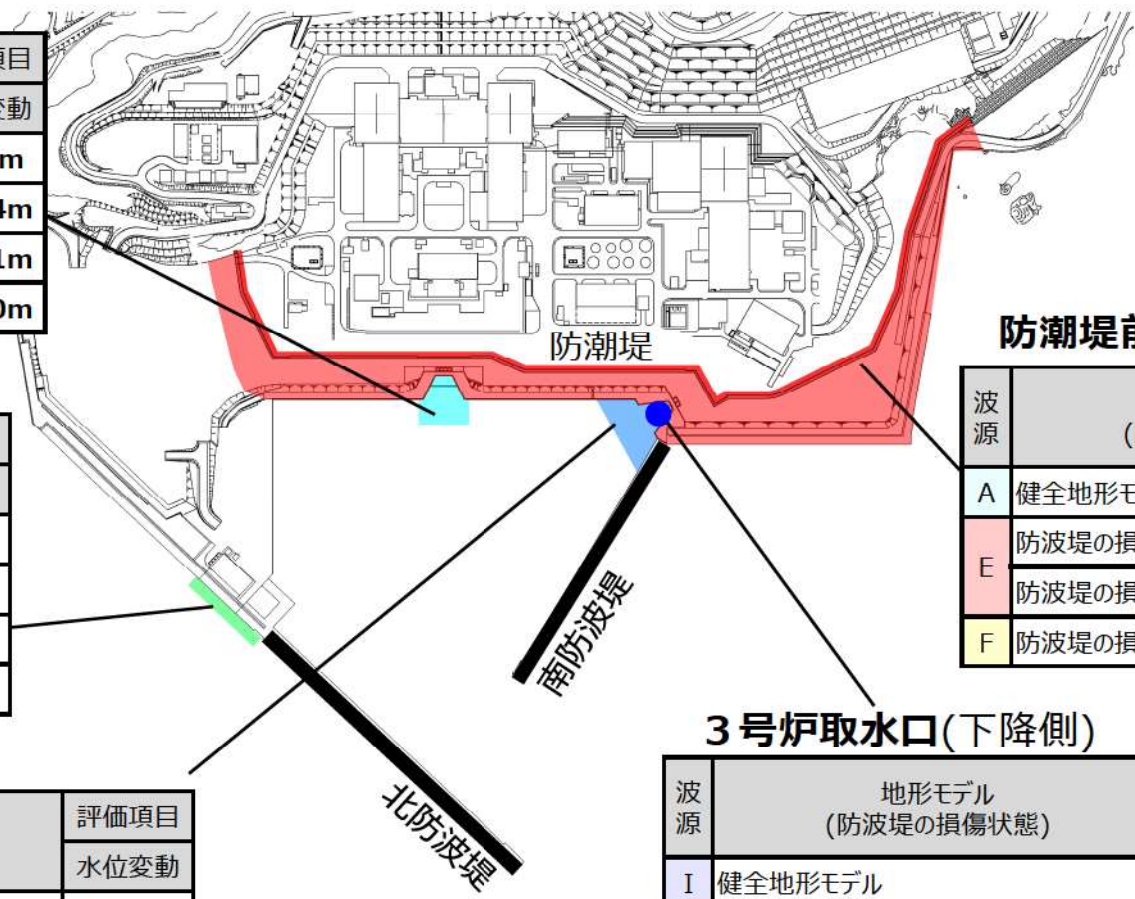 項目
変動
m
4m
1m
0m
防潮堤
防潮堤前
波源
(
A 健全地形モ
E 防波堤の損
防波堤の損
F 防波堤の損
南防波堤
北防波堤
評価項目
水位変動
3号炉取水口(下降側)
波源 地形モデル
(防波堤の損傷状態)
I 健全地形モデル